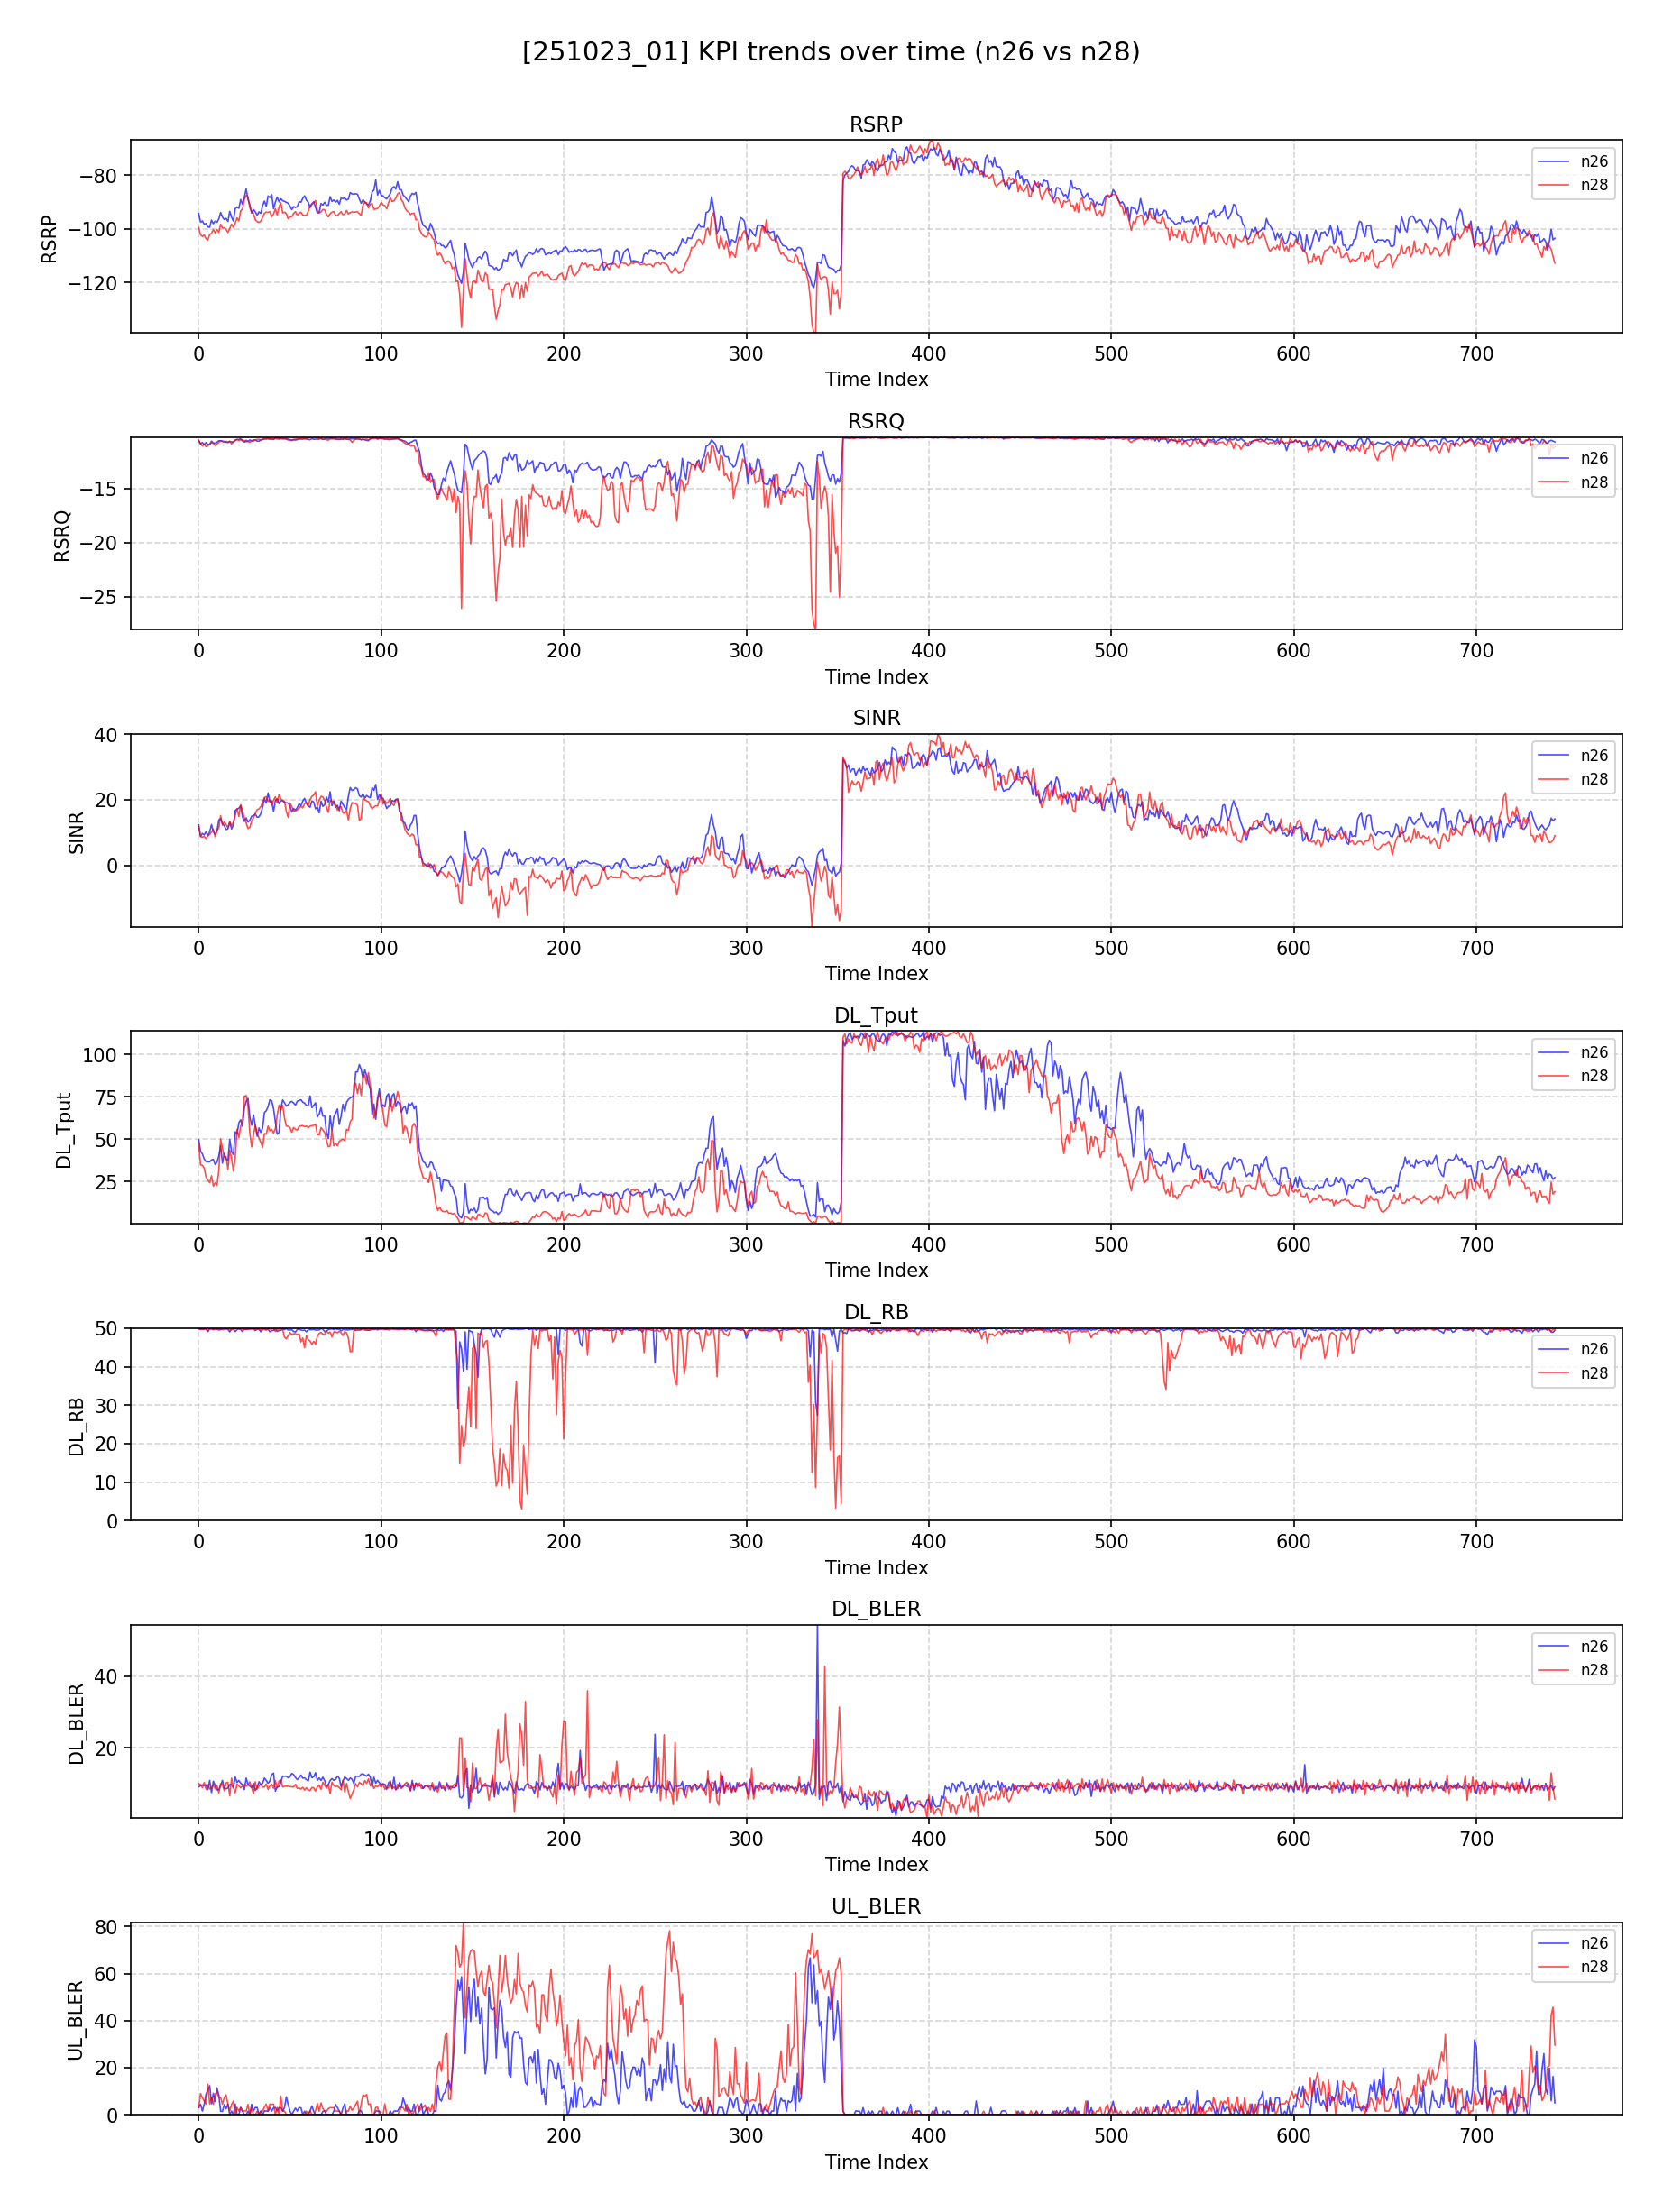 [251023_01] KPI trends over time (n26 vs n28)
RSRP
RSRP
−80
−100
−120
n26
n28
0 100 200 300 400 500 600 700
Time Index
RSRQ
RSRQ
−15
−20
−25
n26
n28
0 100 200 300 400 500 600 700
Time Index
SINR
SINR
40
20
0
n26
n28
0 100 200 300 400 500 600 700
Time Index
DL_Tput
DL_Tput
100
75
50
25
n26
n28
0 100 200 300 400 500 600 700
Time Index
DL_RB
DL_RB
50
40
30
20
10
0
n26
n28
0 100 200 300 400 500 600 700
Time Index
DL_BLER
DL_BLER
40
20
n26
n28
0 100 200 300 400 500 600 700
Time Index
UL_BLER
UL_BLER
80
60
40
20
0
n26
n28
0 100 200 300 400 500 600 700
Time Index